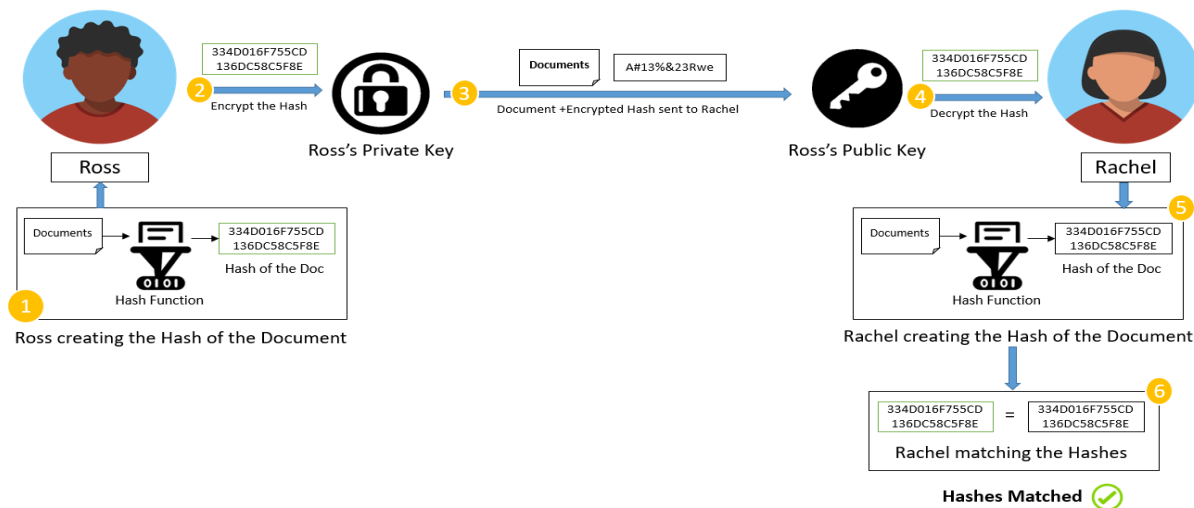 334D016F755CD
136DC58C5F8E
2
Encrypt the Hash
Ross's Private Key
3
Documents
A#13%&23Rwe
Document +Encrypted Hash sent to Rachel
Ross's Public Key
334D016F755CD
136DC58C5F8E
4
Decrypt the Hash
Ross
Rachel
Documents
Hash Function
334D016F755CD
136DC58C5F8E
Hash of the Doc
1
Ross creating the Hash of the Document
5
Documents
Hash Function
334D016F755CD
136DC58C5F8E
Hash of the Doc
Rachel creating the Hash of the Document
6
334D016F755CD
136DC58C5F8E
=
334D016F755CD
136DC58C5F8E
Rachel matching the Hashes
Hashes Matched